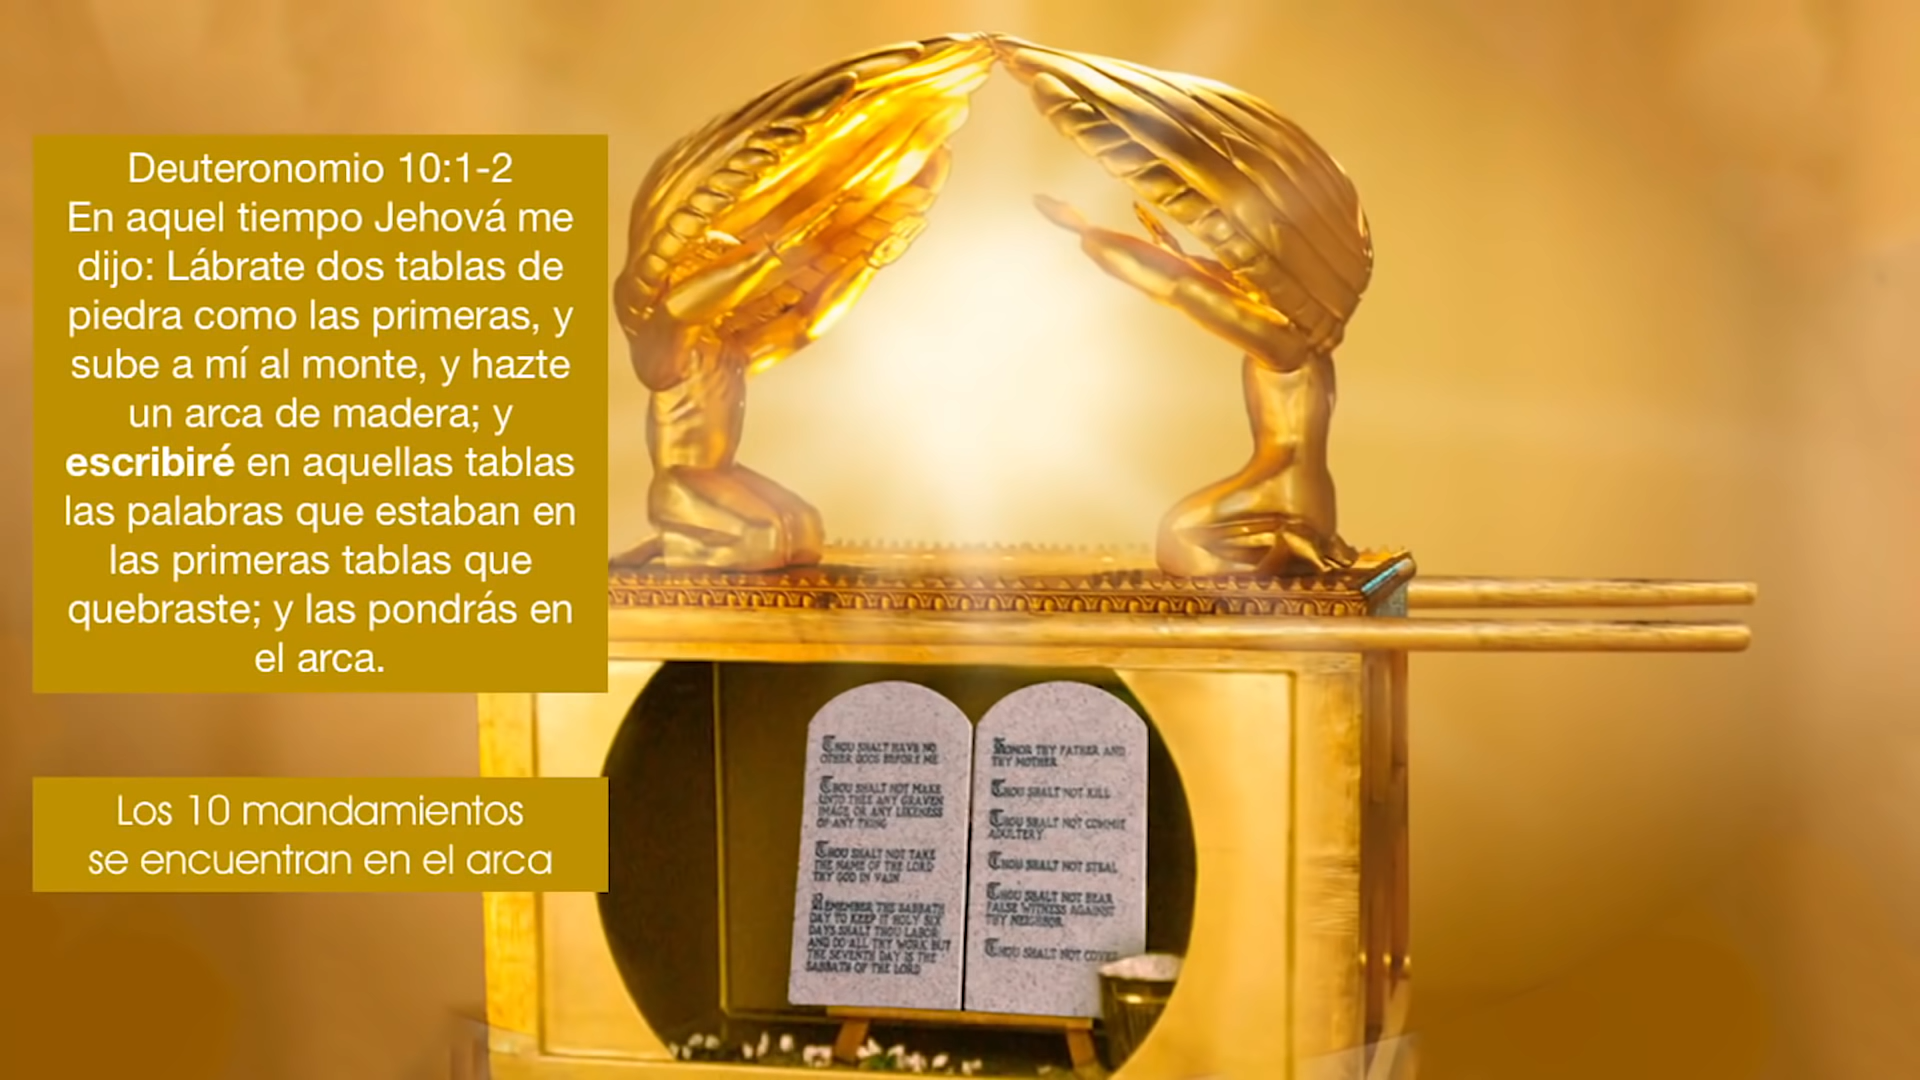 Deuteronomio 10:1-2
En aquel tiempo Jehová me
dijo: Lábrate dos tablas de
piedra como las primeras, y
sube a mí al monte, y hazte
un arca de madera; y
escribiré en aquellas tablas
las palabras que estaban en
las primeras tablas que
quebraste; y las pondrás en
el arca.
Los 10 mandamientos
se encuentran en el arca
THOU SHALT HAVE NO
OTHER GODS BEFORE ME
THOU SHALT NOT MAKE
UNTO THEE ANY GRAVEN
IMAGE OR ANY LIKENESS
OF ANY THING
THOU SHALT NOT TAKE
THE NAME OF THE LORD
THY GOD IN VAIN
REMEMBER THE SABBATH
DAY TO KEEP IT HOLY SIX
DAYS SHALT THOU LABOR
AND DO ALL THY WORK BUT
THE SEVENTH DAY IS THE
SABBATH OF THE LORD
HONOR THY FATHER AND
THY MOTHER
THOU SHALT NOT KILL
THOU SHALT NOT COMMIT
ADULTERY
THOU SHALT NOT STEAL
THOU SHALT NOT BEAR
FALSE WITNESS AGAINST
THY NEIGHBOR
THOU SHALT NOT COVET